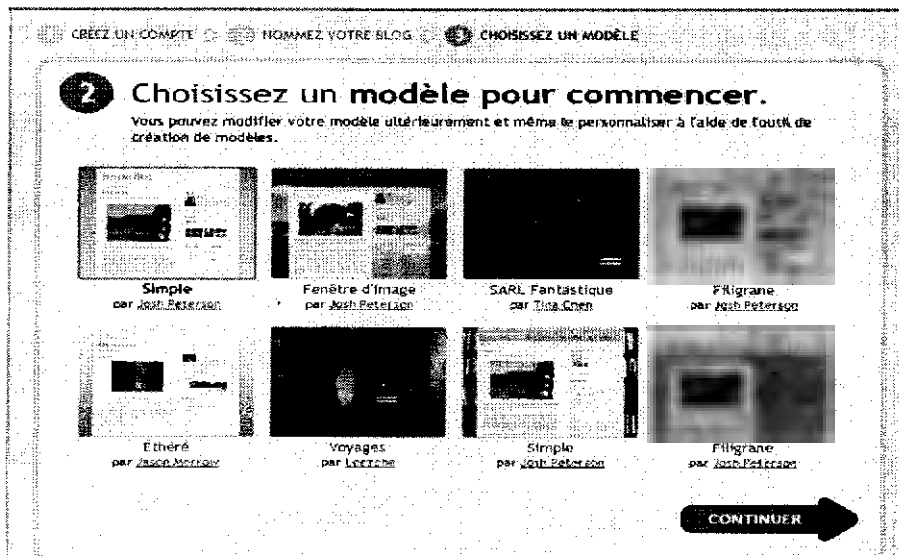 CRÉEZ UN COMPTE NOMMEZ VOTRE BLOG 3 CHOISISSEZ UN MODÈLE
2 Choisissez un modèle pour commencer.
Vous pouvez modifier votre modèle ultérieurement et même le personnaliser à l'aide de l'outil de
création de modèles.
Simple Fenêtre d'Image SARL Fantastique Filigrane
par Josh Peterson par Josh Peterson par Tina Chen par Josh Peterson
Éthéré Voyages Simple Filigrane
par Jason Morrow par par Josh Peterson par Josh Peterson
CONTINUER